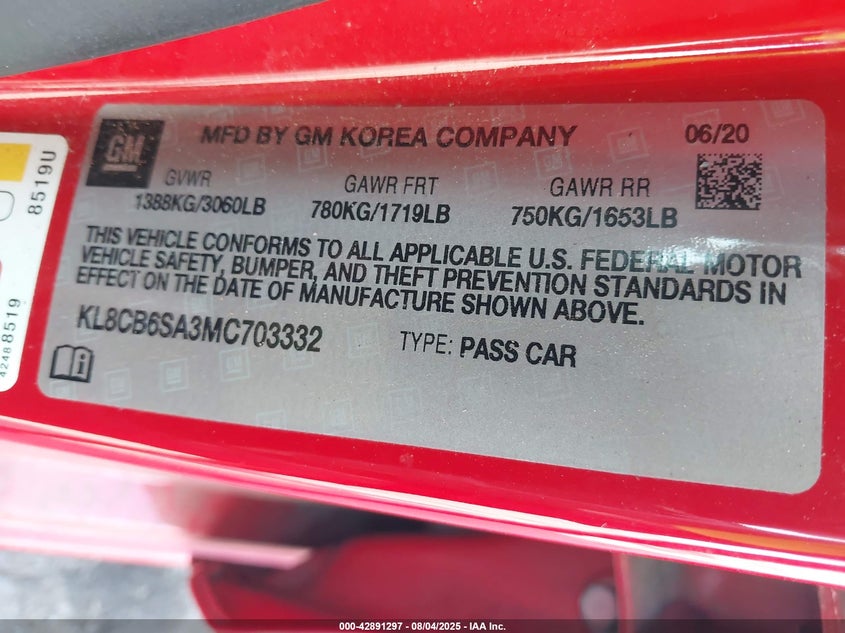 GM
MFD BY GM KOREA COMPANY 06/20
GVWR GAWR FRT GAWR RR
1388KG/3060LB 780KG/1719LB 750KG/1653LB
THIS VEHICLE CONFORMS TO ALL APPLICABLE U.S. FEDERAL MOTOR
VEHICLE SAFETY, BUMPER, AND THEFT PREVENTION STANDARDS IN
EFFECT ON THE DATE OF MANUFACTURE SHOWN ABOVE.
KL8CB6SA3MC703332 TYPE: PASS CAR
8519U
4248 8519
000-42891297 - 08/04/2025 - IAA Inc.